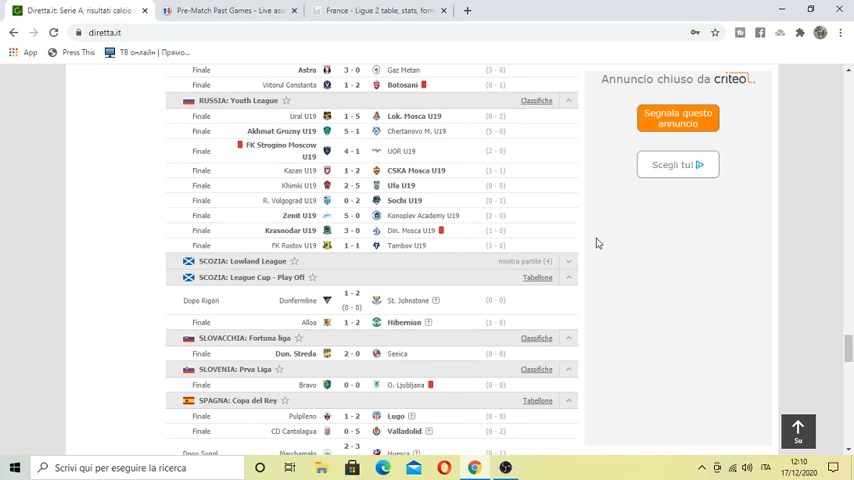 Diretta.it: Serie A, risultati calcio
Pre-Match Past Games - Live as
France - Ligue 2 table, stats, for
diretta.it
App
Press This
ТВ онлайн | Прямо...
Finale Astra 3 - 0 Gaz Metan (3 - 0)
Finale Viitorul Constanta 1 - 2 Botosani (0 - 1)
RUSSIA: Youth League Classifiche
Finale Ural U19 1 - 5 Lok. Mosca U19 (0 - 2)
Finale Akhmat Grozny U19 5 - 1 Chertanovo M. U19 (5 - 0)
Finale FK Strogino Moscow U19 4 - 1 UOR U19 (2 - 0)
Finale Kazan U19 1 - 2 CSKA Mosca U19 (1 - 1)
Finale Khimki U19 2 - 5 Ufa U19 (0 - 0)
Finale R. Volgograd U19 0 - 2 Sochi U19 (0 - 1)
Finale Zenit U19 5 - 0 Konoplev Academy U19 (2 - 0)
Finale Krasnodar U19 3 - 0 Din. Mosca U19 (1 - 0)
Finale FK Rostov U19 1 - 1 Tambov U19 (1 - 0)
SCOZIA: Lowland League mostra partite (4)
SCOZIA: League Cup - Play Off Tabellone
Dopo Rigori Dunfermline 1 - 2 (0 - 0) St. Johnstone (0 - 0)
Finale Alloa 1 - 2 Hibernian (1 - 0)
SLOVACCHIA: Fortuna liga Classifiche
Finale Dun. Streda 2 - 0 Senica (0 - 0)
SLOVENIA: Prva Liga Classifiche
Finale Bravo 0 - 0 O. Ljubljana (0 - 0)
SPAGNA: Copa del Rey Tabellone
Finale Pulpileno 1 - 2 Lugo (0 - 0)
Finale CD Cantolagua 0 - 5 Valladolid (0 - 2)
2 - 3
Dopo Suppl. Marchamalo Huesca
Annuncio chiuso da criteo
Segnala questo
annuncio
Scegli tu!
Su
Scrivi qui per eseguire la ricerca
ITA
12:10
17/12/2020